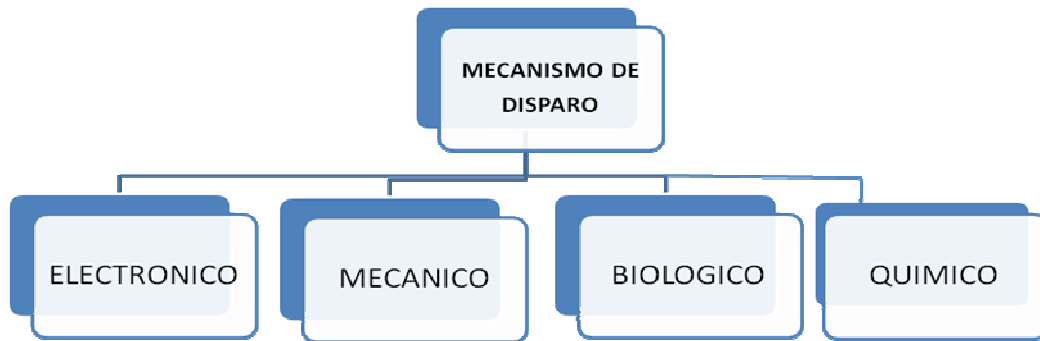 MECANISMO DE
DISPARO
ELECTRONICO
MECANICO
BIOLOGICO
QUIMICO